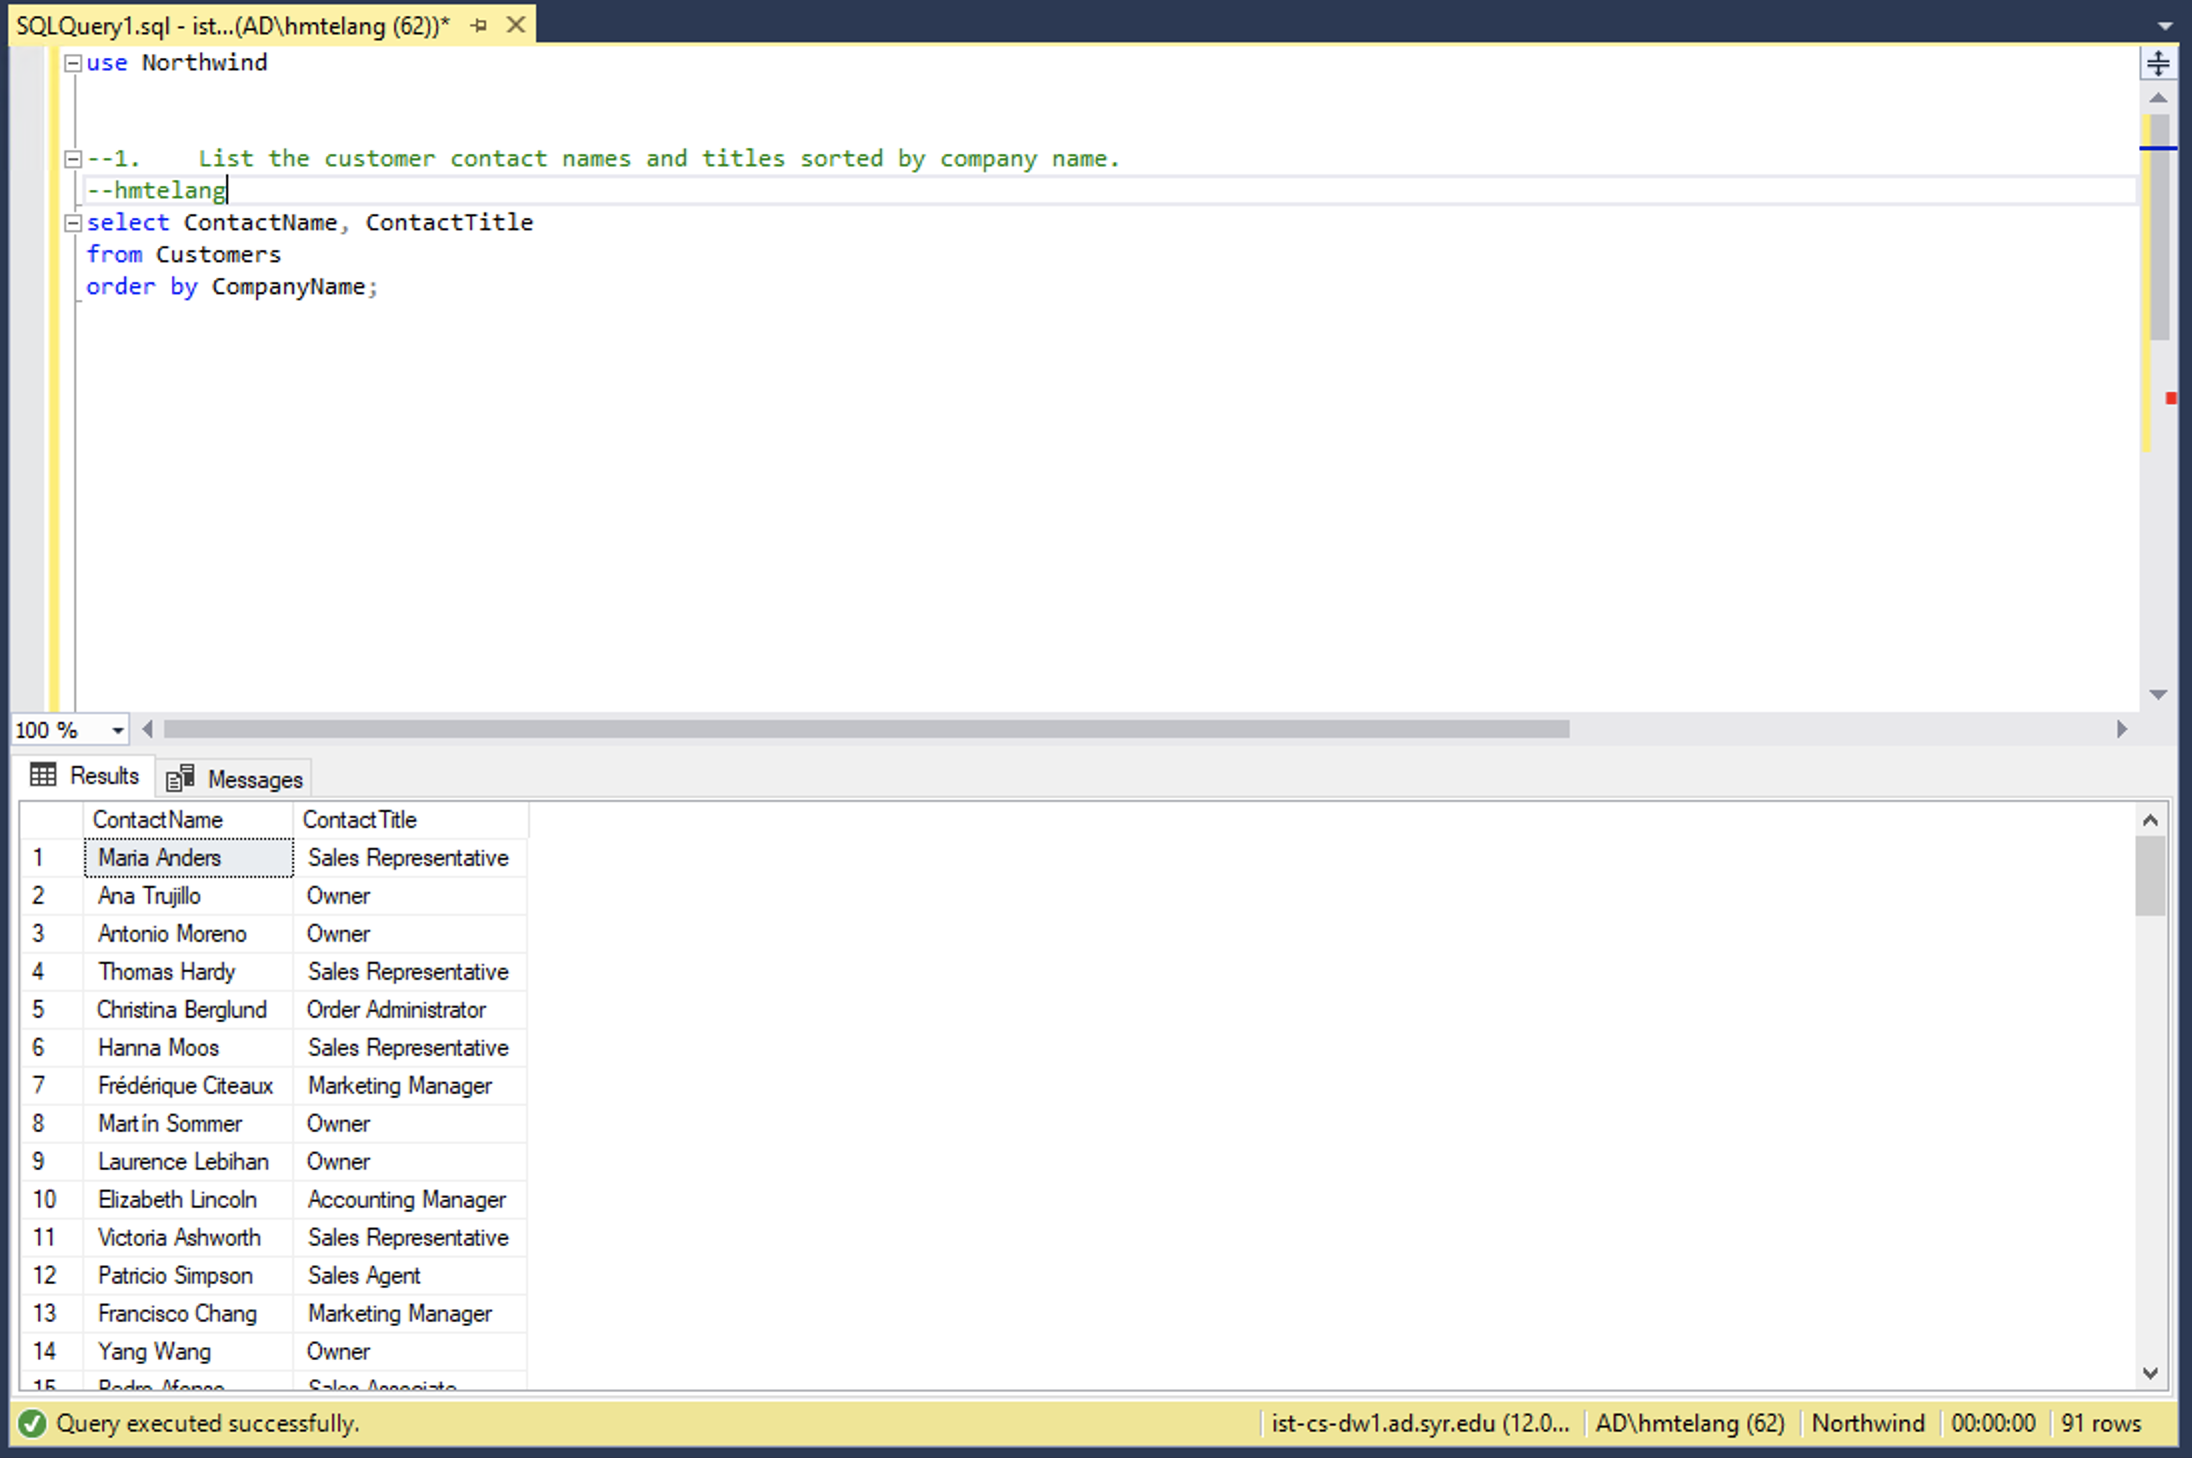 SQLQuery1.sql - ist...(AD\hmtelang (62))*
use Northwind
--1.    List the customer contact names and titles sorted by company name.
--hmtelang
select ContactName, ContactTitle
from Customers
order by CompanyName;
100 %
Results Messages
ContactName ContactTitle
1 Maria Anders Sales Representative
2 Ana Trujillo Owner
3 Antonio Moreno Owner
4 Thomas Hardy Sales Representative
5 Christina Berglund Order Administrator
6 Hanna Moos Sales Representative
7 Frédérique Citeaux Marketing Manager
8 Martín Sommer Owner
9 Laurence Lebihan Owner
10 Elizabeth Lincoln Accounting Manager
11 Victoria Ashworth Sales Representative
12 Patricio Simpson Sales Agent
13 Francisco Chang Marketing Manager
14 Yang Wang Owner
15 Pedro Afonso Sales Associate
Query executed successfully. ist-cs-dw1.ad.syr.edu (12.0... AD\hmtelang (62) Northwind 00:00:00 91 rows